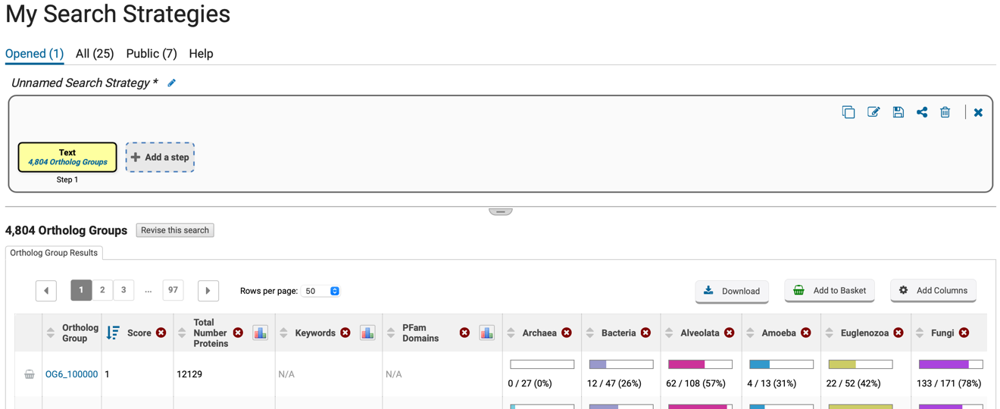 My Search Strategies
Opened (1) All (25) Public (7) Help
Unnamed Search Strategy *
Text
4,804 Ortholog Groups
Add a step
Step 1
4,804 Ortholog Groups Revise this search
Ortholog Group Results
1 2 3 ... 97 Rows per page: 50 Download Add to Basket Add Columns
Ortholog Group Score Total Number Proteins Keywords PFam Domains Archaea Bacteria Alveolata Amoeba Euglenozoa Fungi
OG6_100000 1 12129 N/A N/A 0 / 27 (0%) 12 / 47 (26%) 62 / 108 (57%) 4 / 13 (31%) 22 / 52 (42%) 133 / 171 (78%)